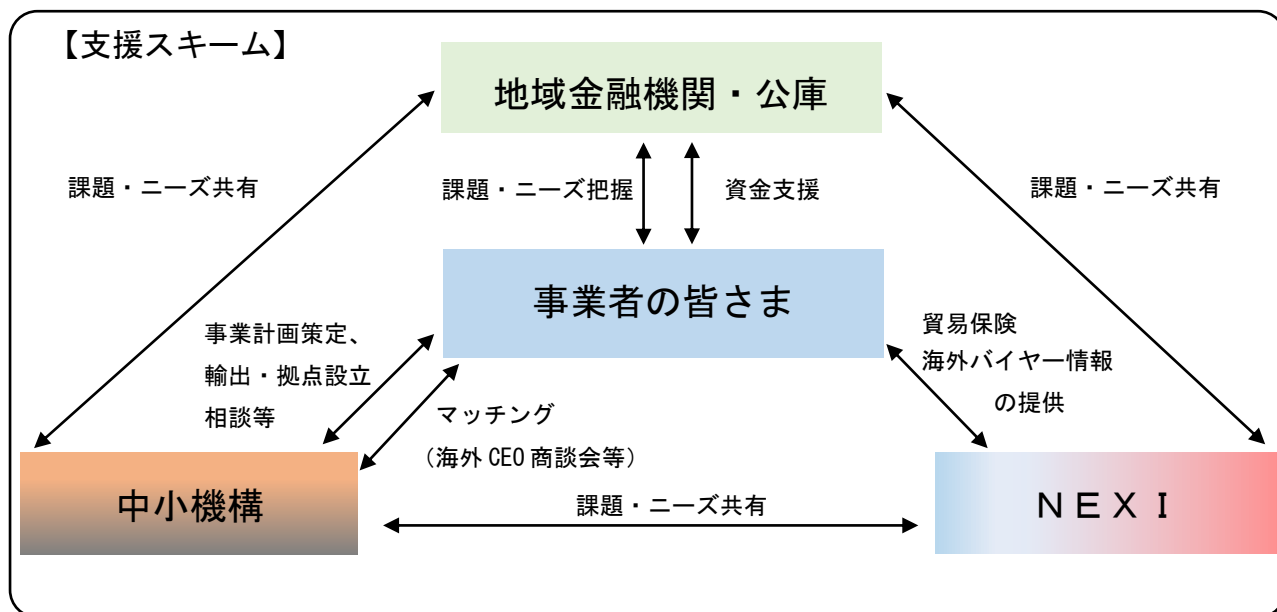 【支援スキーム】
地域金融機関・公庫
課題・ニーズ共有
課題・ニーズ把握
資金支援
課題・ニーズ共有
事業者の皆さま
事業計画策定、
輸出・拠点設立
相談等
マッチング
（海外CEO商談会等）
貿易保険
海外バイヤー情報
の提供
中小機構
課題・ニーズ共有
ＮＥＸＩ